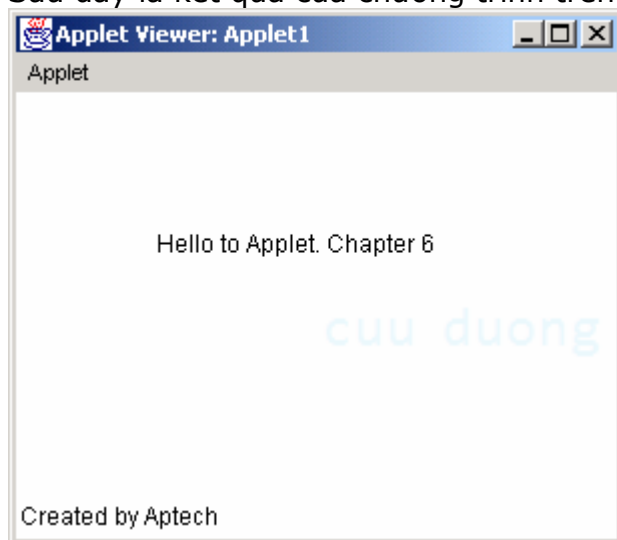 Sau đây là kết quả của chương trình trên
Applet Viewer: Applet1
Applet
Hello to Applet. Chapter 6
cuu duong
Created by Aptech